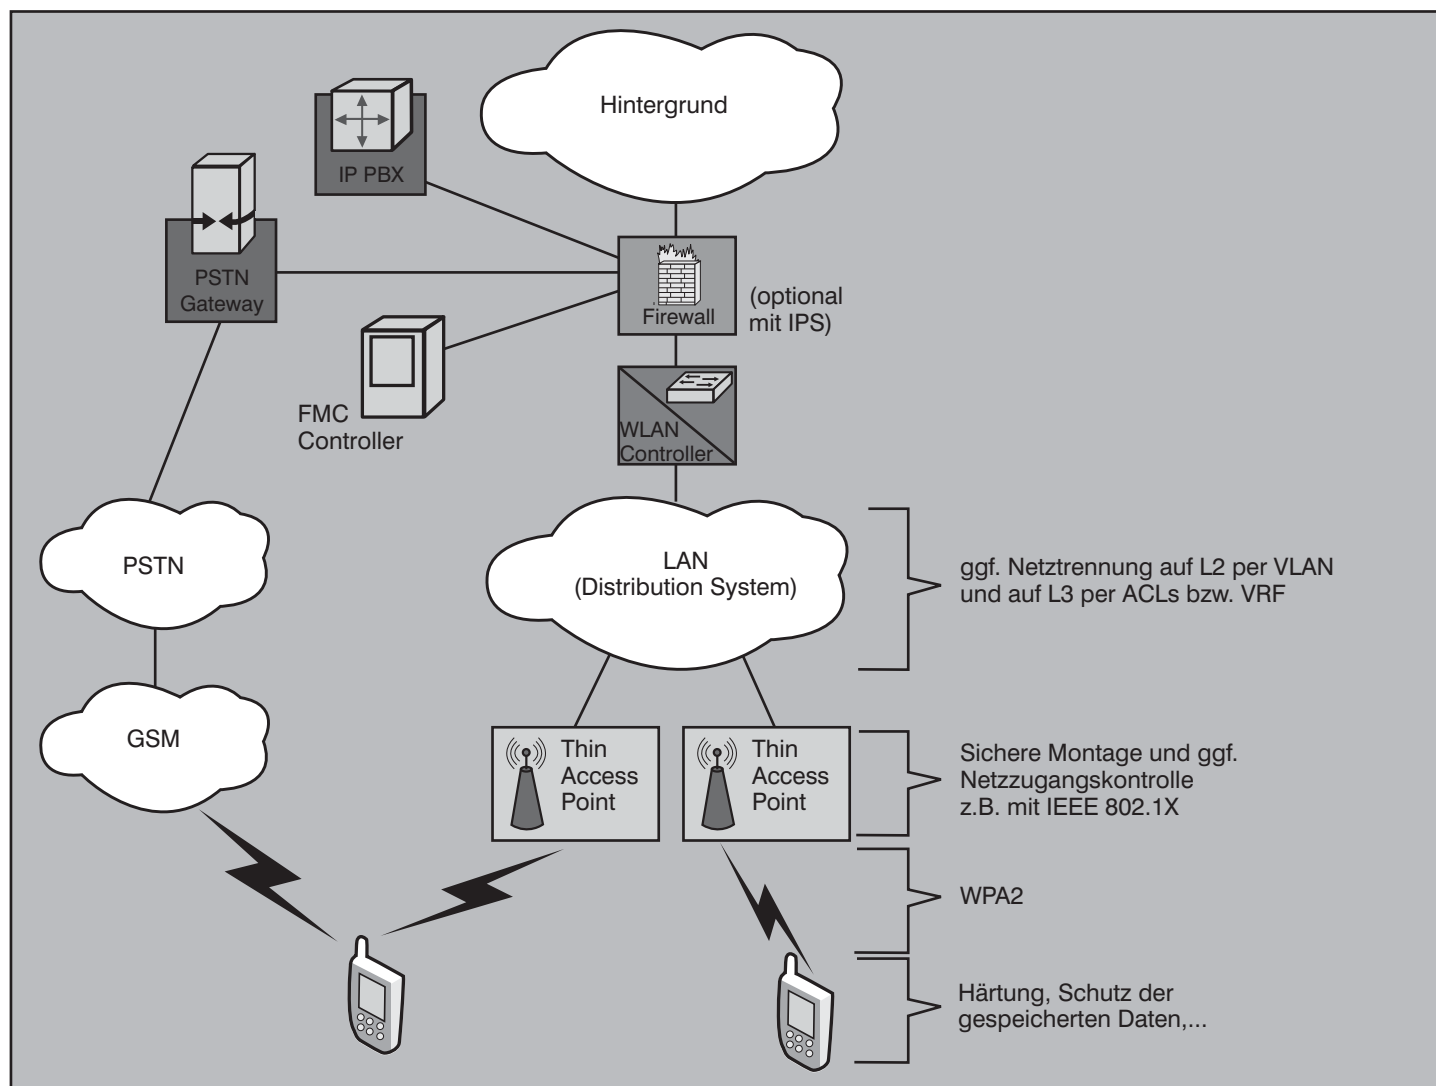 Hintergrund
IP PBX
PSTN
Gateway
Firewall
(optional
mit IPS)
FMC
Controller
WLAN
Controller
PSTN
LAN
(Distribution System)
ggf. Netztrennung auf L2 per VLAN
und auf L3 per ACLs bzw. VRF
GSM
Thin
Access
Point
Thin
Access
Point
Sichere Montage und ggf.
Netzzugangskontrolle
z.B. mit IEEE 802.1X
WPA2
Härtung, Schutz der
gespeicherten Daten,...